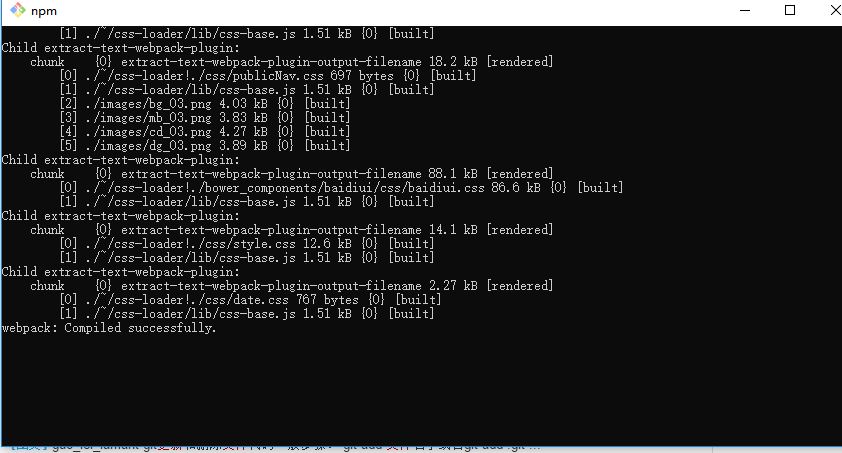 npm
[1] ./~/css-loader/lib/css-base.js 1.51 kB {0} [built]
Child extract-text-webpack-plugin:
chunk {0} extract-text-webpack-plugin-output-filename 18.2 kB [rendered]
[0] ./~/css-loader!./css/publicNav.css 697 bytes {0} [built]
[1] ./~/css-loader/lib/css-base.js 1.51 kB {0} [built]
[2] ./images/bg_03.png 4.03 kB {0} [built]
[3] ./images/mb_03.png 3.83 kB {0} [built]
[4] ./images/cd_03.png 4.27 kB {0} [built]
[5] ./images/dg_03.png 3.89 kB {0} [built]
Child extract-text-webpack-plugin:
chunk {0} extract-text-webpack-plugin-output-filename 88.1 kB [rendered]
[0] ./~/css-loader!./bower_components/baidiui/css/baidiui.css 86.6 kB {0} [built]
[1] ./~/css-loader/lib/css-base.js 1.51 kB {0} [built]
Child extract-text-webpack-plugin:
chunk {0} extract-text-webpack-plugin-output-filename 14.1 kB [rendered]
[0] ./~/css-loader!./css/style.css 12.6 kB {0} [built]
[1] ./~/css-loader/lib/css-base.js 1.51 kB {0} [built]
Child extract-text-webpack-plugin:
chunk {0} extract-text-webpack-plugin-output-filename 2.27 kB [rendered]
[0] ./~/css-loader!./css/date.css 767 bytes {0} [built]
[1] ./~/css-loader/lib/css-base.js 1.51 kB {0} [built]
webpack: Compiled successfully.